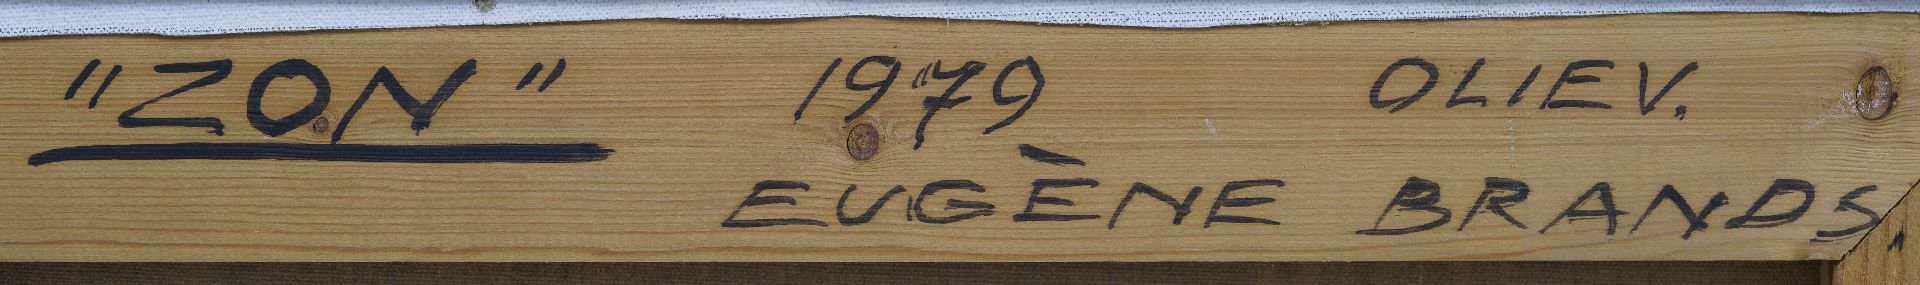 "ZON" 1979 OLIEV.
EUGÈNE BRANDS.